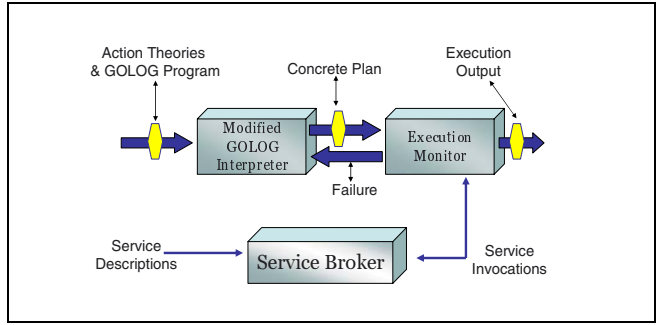 Action Theories
& GOLOG Program
Concrete Plan
Execution
Output
Modified
GOLOG
Interpreter
Execution
Monitor
Failure
Service
Descriptions
Service Broker
Service
Invocations